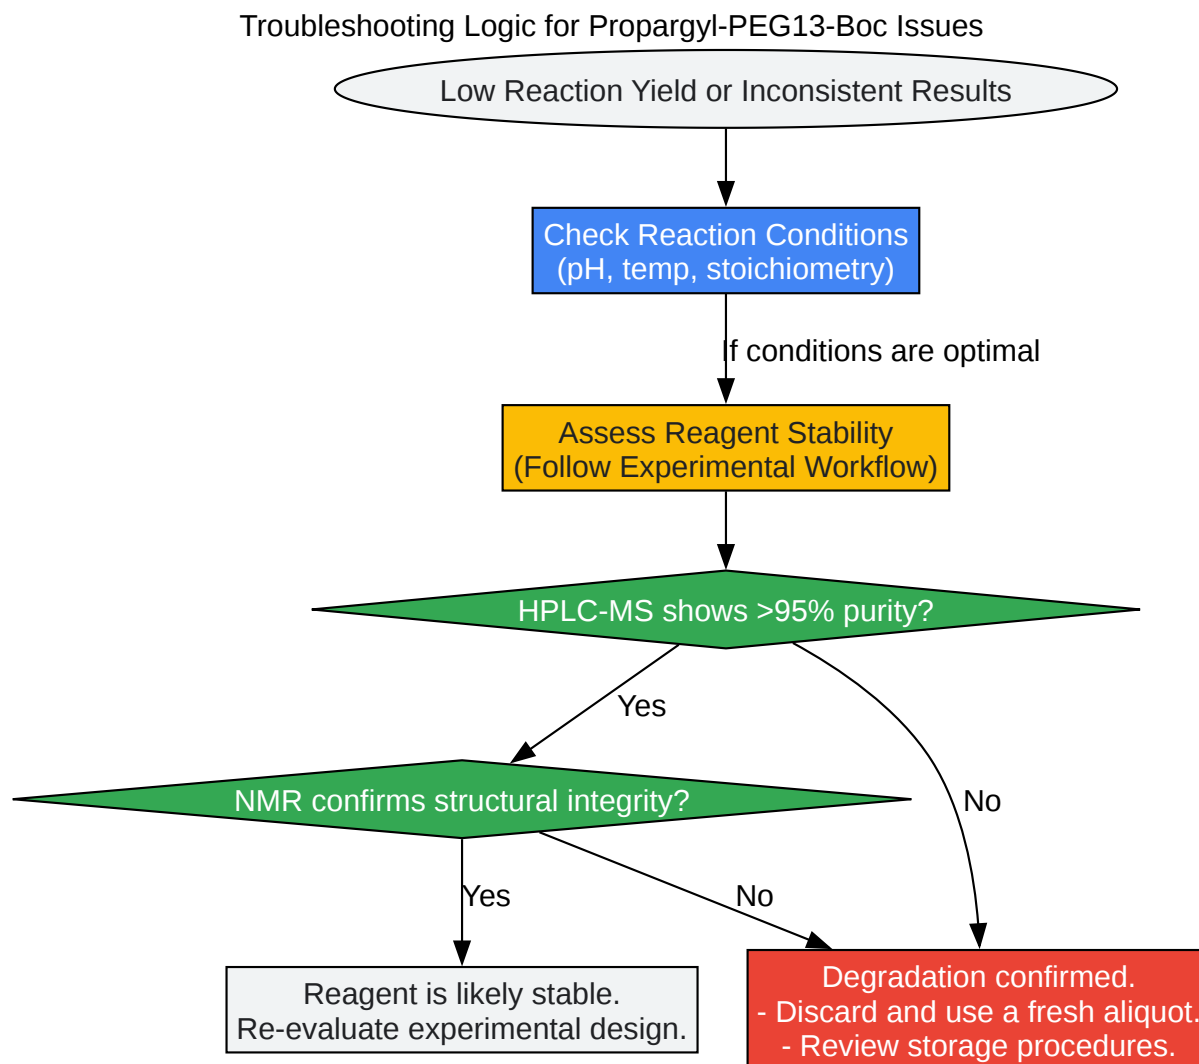 Troubleshooting Logic for Propargyl-PEG13-Boc Issues
Low Reaction Yield or Inconsistent Results
Check Reaction Conditions
(pH, temp, stoichiometry)
If conditions are optimal
Assess Reagent Stability
(Follow Experimental Workflow)
HPLC-MS shows >95% purity?
Yes
NMR confirms structural integrity?
No
Yes
No
Reagent is likely stable.
Re-evaluate experimental design.
Degradation confirmed.
- Discard and use a fresh aliquot.
- Review storage procedures.